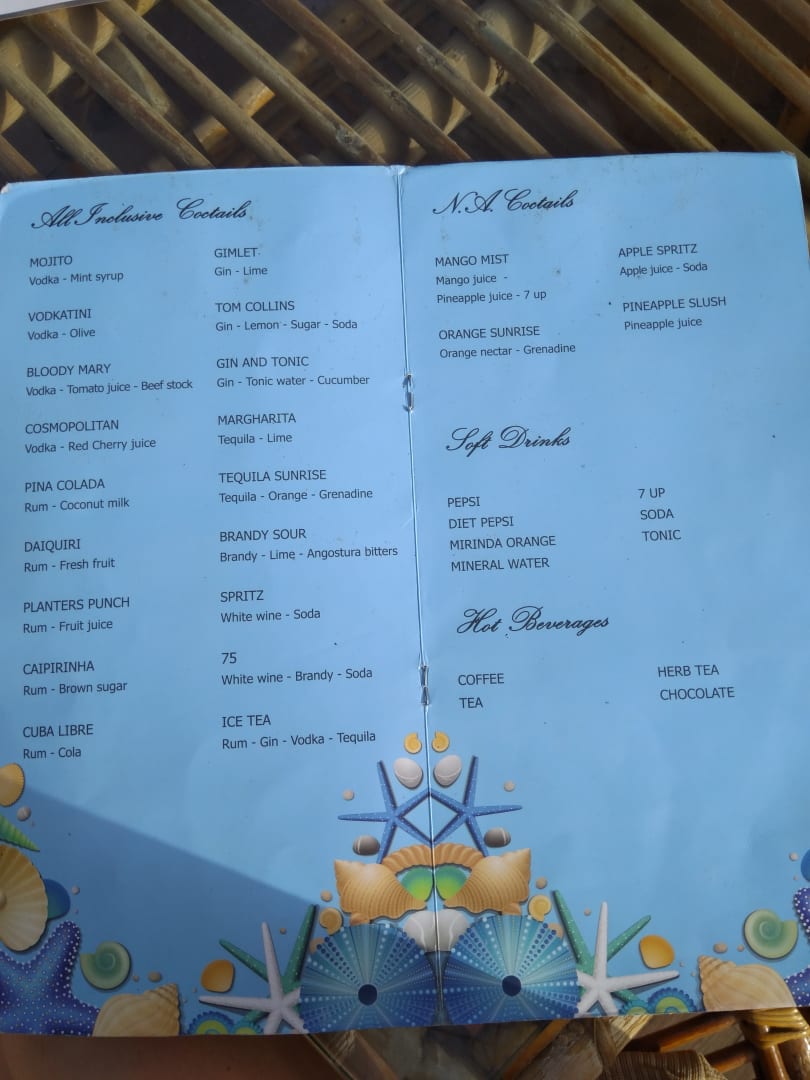 All Inclusive Coctails
MOJITO
Vodka - Mint syrup
VODKATINI
Vodka - Olive
BLOODY MARY
Vodka - Tomato juice - Beef stock
COSMOPOLITAN
Vodka - Red Cherry juice
PINA COLADA
Rum - Coconut milk
DAIQUIRI
Rum - Fresh fruit
PLANTERS PUNCH
Rum - Fruit juice
CAIPIRINHA
Rum - Brown sugar
CUBA LIBRE
Rum - Cola
GIMLET
Gin - Lime
TOM COLLINS
Gin - Lemon - Sugar - Soda
GIN AND TONIC
Gin - Tonic water - Cucumber
MARGHARITA
Tequila - Lime
TEQUILA SUNRISE
Tequila - Orange - Grenadine
BRANDY SOUR
Brandy - Lime - Angostura bitters
SPRITZ
White wine - Soda
75
White wine - Brandy - Soda
ICE TEA
Rum - Gin - Vodka - Tequila
N.A. Coctails
MANGO MIST
Mango juice -
Pineapple juice - 7 up
ORANGE SUNRISE
Orange nectar - Grenadine
APPLE SPRITZ
Apple juice - Soda
PINEAPPLE SLUSH
Pineapple juice
Soft Drinks
PEPSI
DIET PEPSI
MIRINDA ORANGE
MINERAL WATER
7 UP
SODA
TONIC
Hot Beverages
COFFEE
TEA
HERB TEA
CHOCOLATE